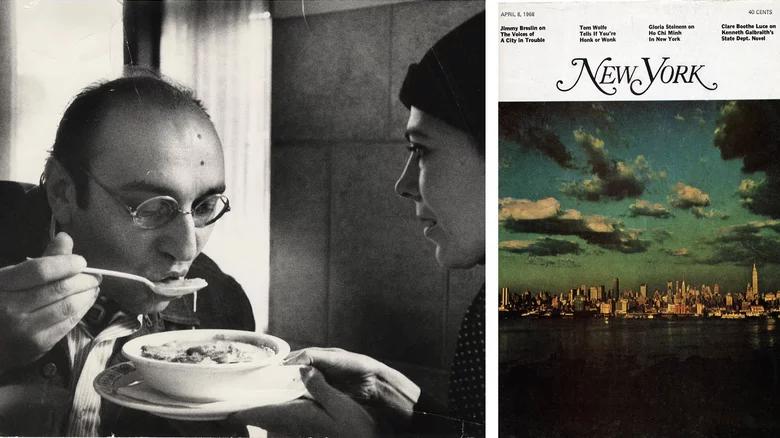 APRIL 8, 1968
40 CENTS
Jimmy Breslin on
The Voices of
A City in Trouble
Tom Wolfe
Tells If You're
Honk or Wonk
Gloria Steinem on
Ho Chi Minh
In New York
Clare Boothe Luce on
Kenneth Galbraith's
State Dept. Novel
NEW YORK